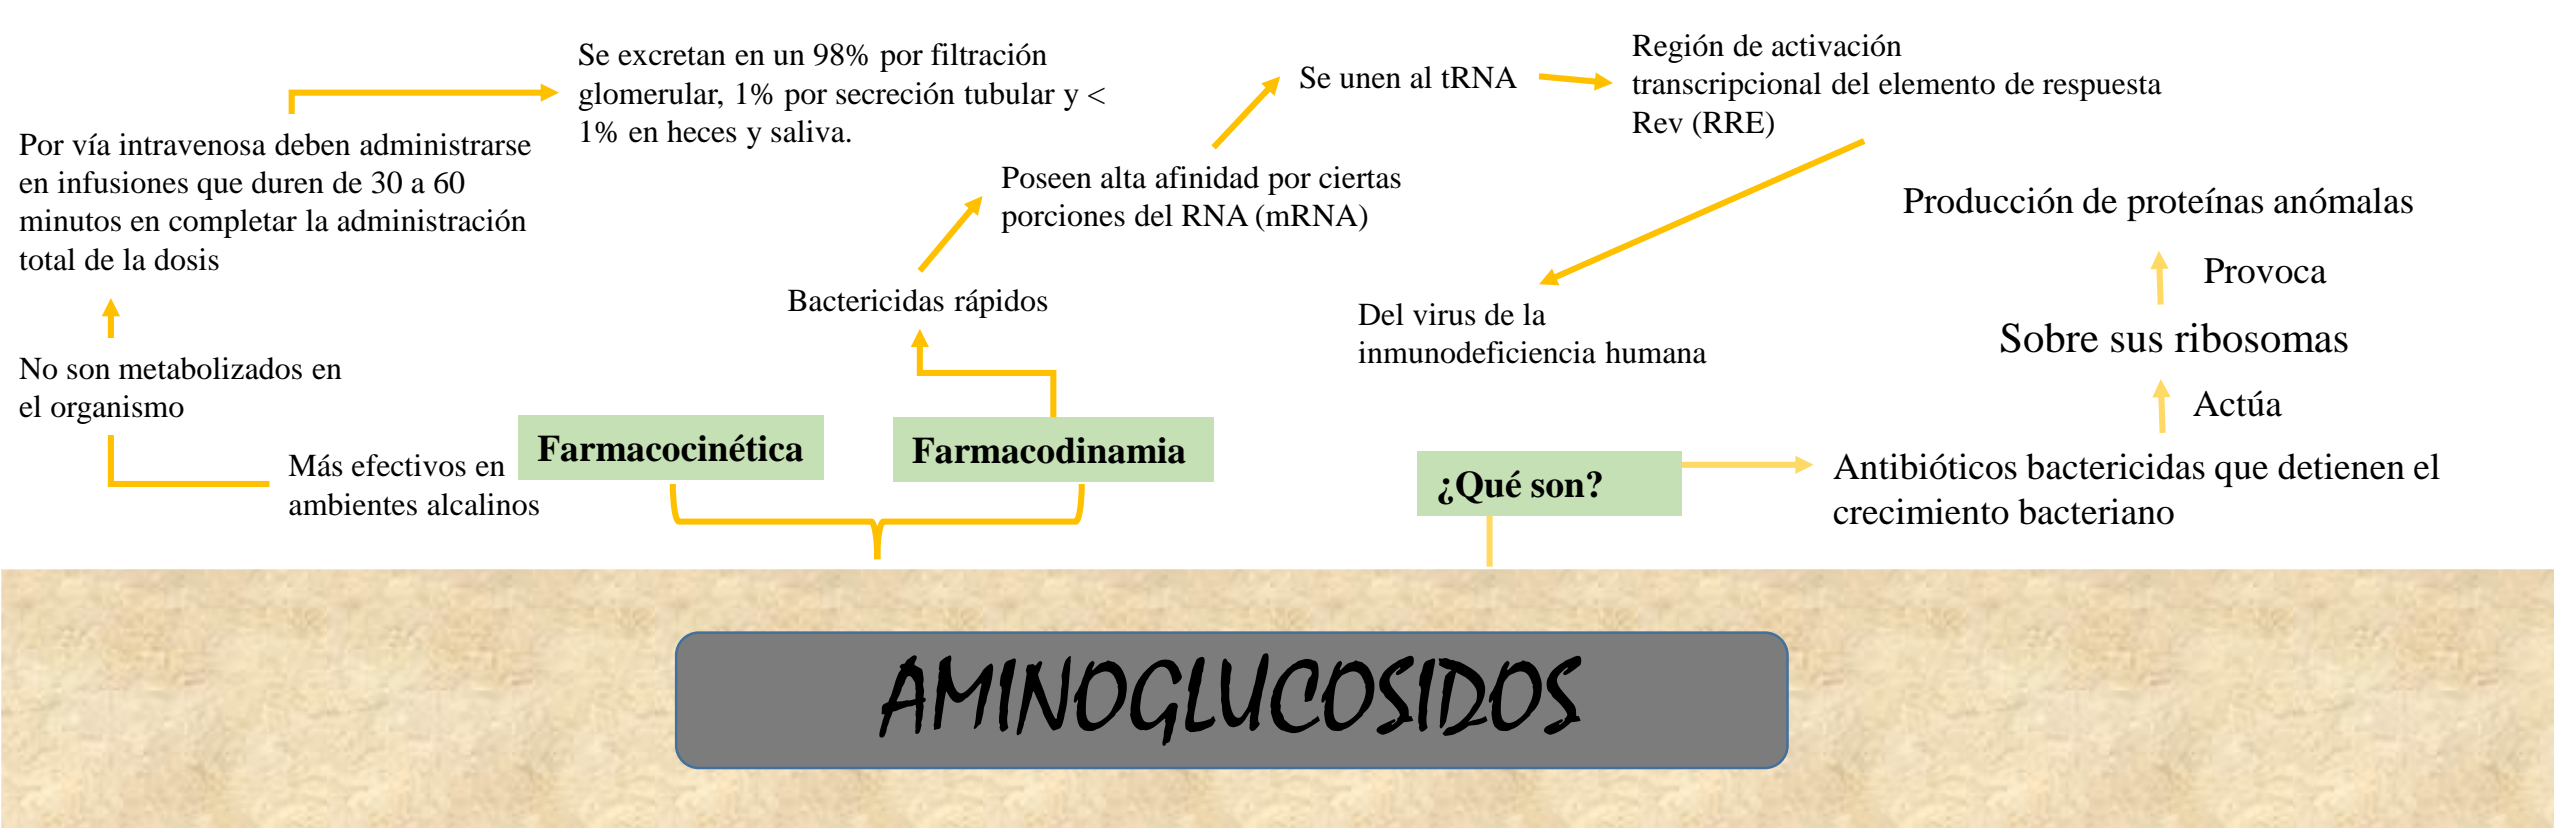 Se excretan en un 98% por filtración
glomerular, 1% por secreción tubular y <
1% en heces y saliva.
Por vía intravenosa deben administrarse
en infusiones que duren de 30 a 60
minutos en completar la administración
total de la dosis
No son metabolizados en
el organismo
Más efectivos en
ambientes alcalinos
Farmacocinética
Se unen al tRNA
Región de activación
transcripcional del elemento de respuesta
Rev (RRE)
Poseen alta afinidad por ciertas
porciones del RNA (mRNA)
Bactericidas rápidos
Del virus de la
inmunodeficiencia humana
Farmacodinamia
Producción de proteínas anómalas
Provoca
Sobre sus ribosomas
Actúa
¿Qué son?
Antibióticos bactericidas que detienen el
crecimiento bacteriano
AMINOGLUCOSIDOS